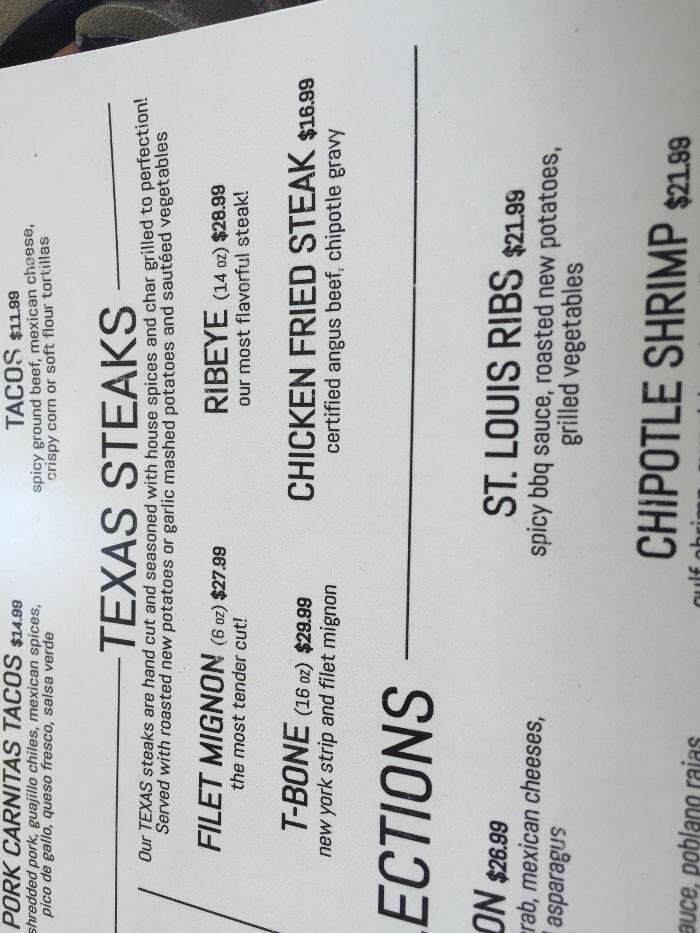 PORK CARNITAS TACOS $14.99
shredded pork, guajillo chiles, mexican spices,
pico de gallo, queso fresco, salsa verde
TACOS $11.99
spicy ground beef, mexican cheese,
crispy corn or soft flour tortillas
TEXAS STEAKS
Our TEXAS steaks are hand cut and seasoned with house spices and char grilled to perfection!
Served with roasted new potatoes or garlic mashed potatoes and sautéed vegetables
FILET MIGNON (6 oz) $27.99
the most tender cut!
RIBEYE (14 oz) $28.99
our most flavorful steak!
T-BONE (16 oz) $29.99
new york strip and filet mignon
CHICKEN FRIED STEAK $16.99
certified angus beef, chipotle gravy
ECTIONS
ON $26.99
rab, mexican cheeses,
asparagus
ST. LOUIS RIBS $21.99
spicy bbq sauce, roasted new potatoes,
grilled vegetables
CHIPOTLE SHRIMP $21.99
auce, poblano rajas